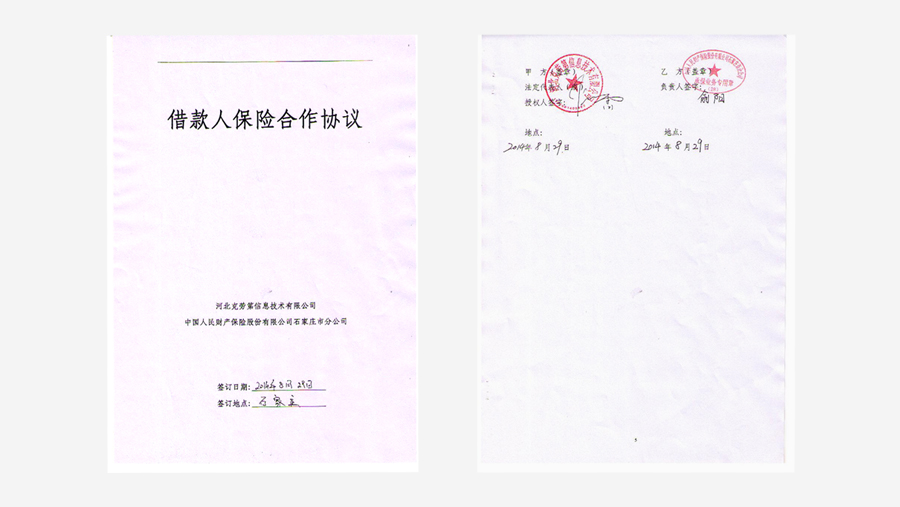 借款人保险合作协议
河北克劳第信息技术有限公司
中国人民财产保险股份有限公司石家庄市分公司
签订日期：2014年8月29日
签订地点：石家庄
甲 方（盖章）
法定代表人
授权人签字：
地点：
2014年8月29日
乙 方（盖章）
负责人签字：
地点：
2014年8月29日